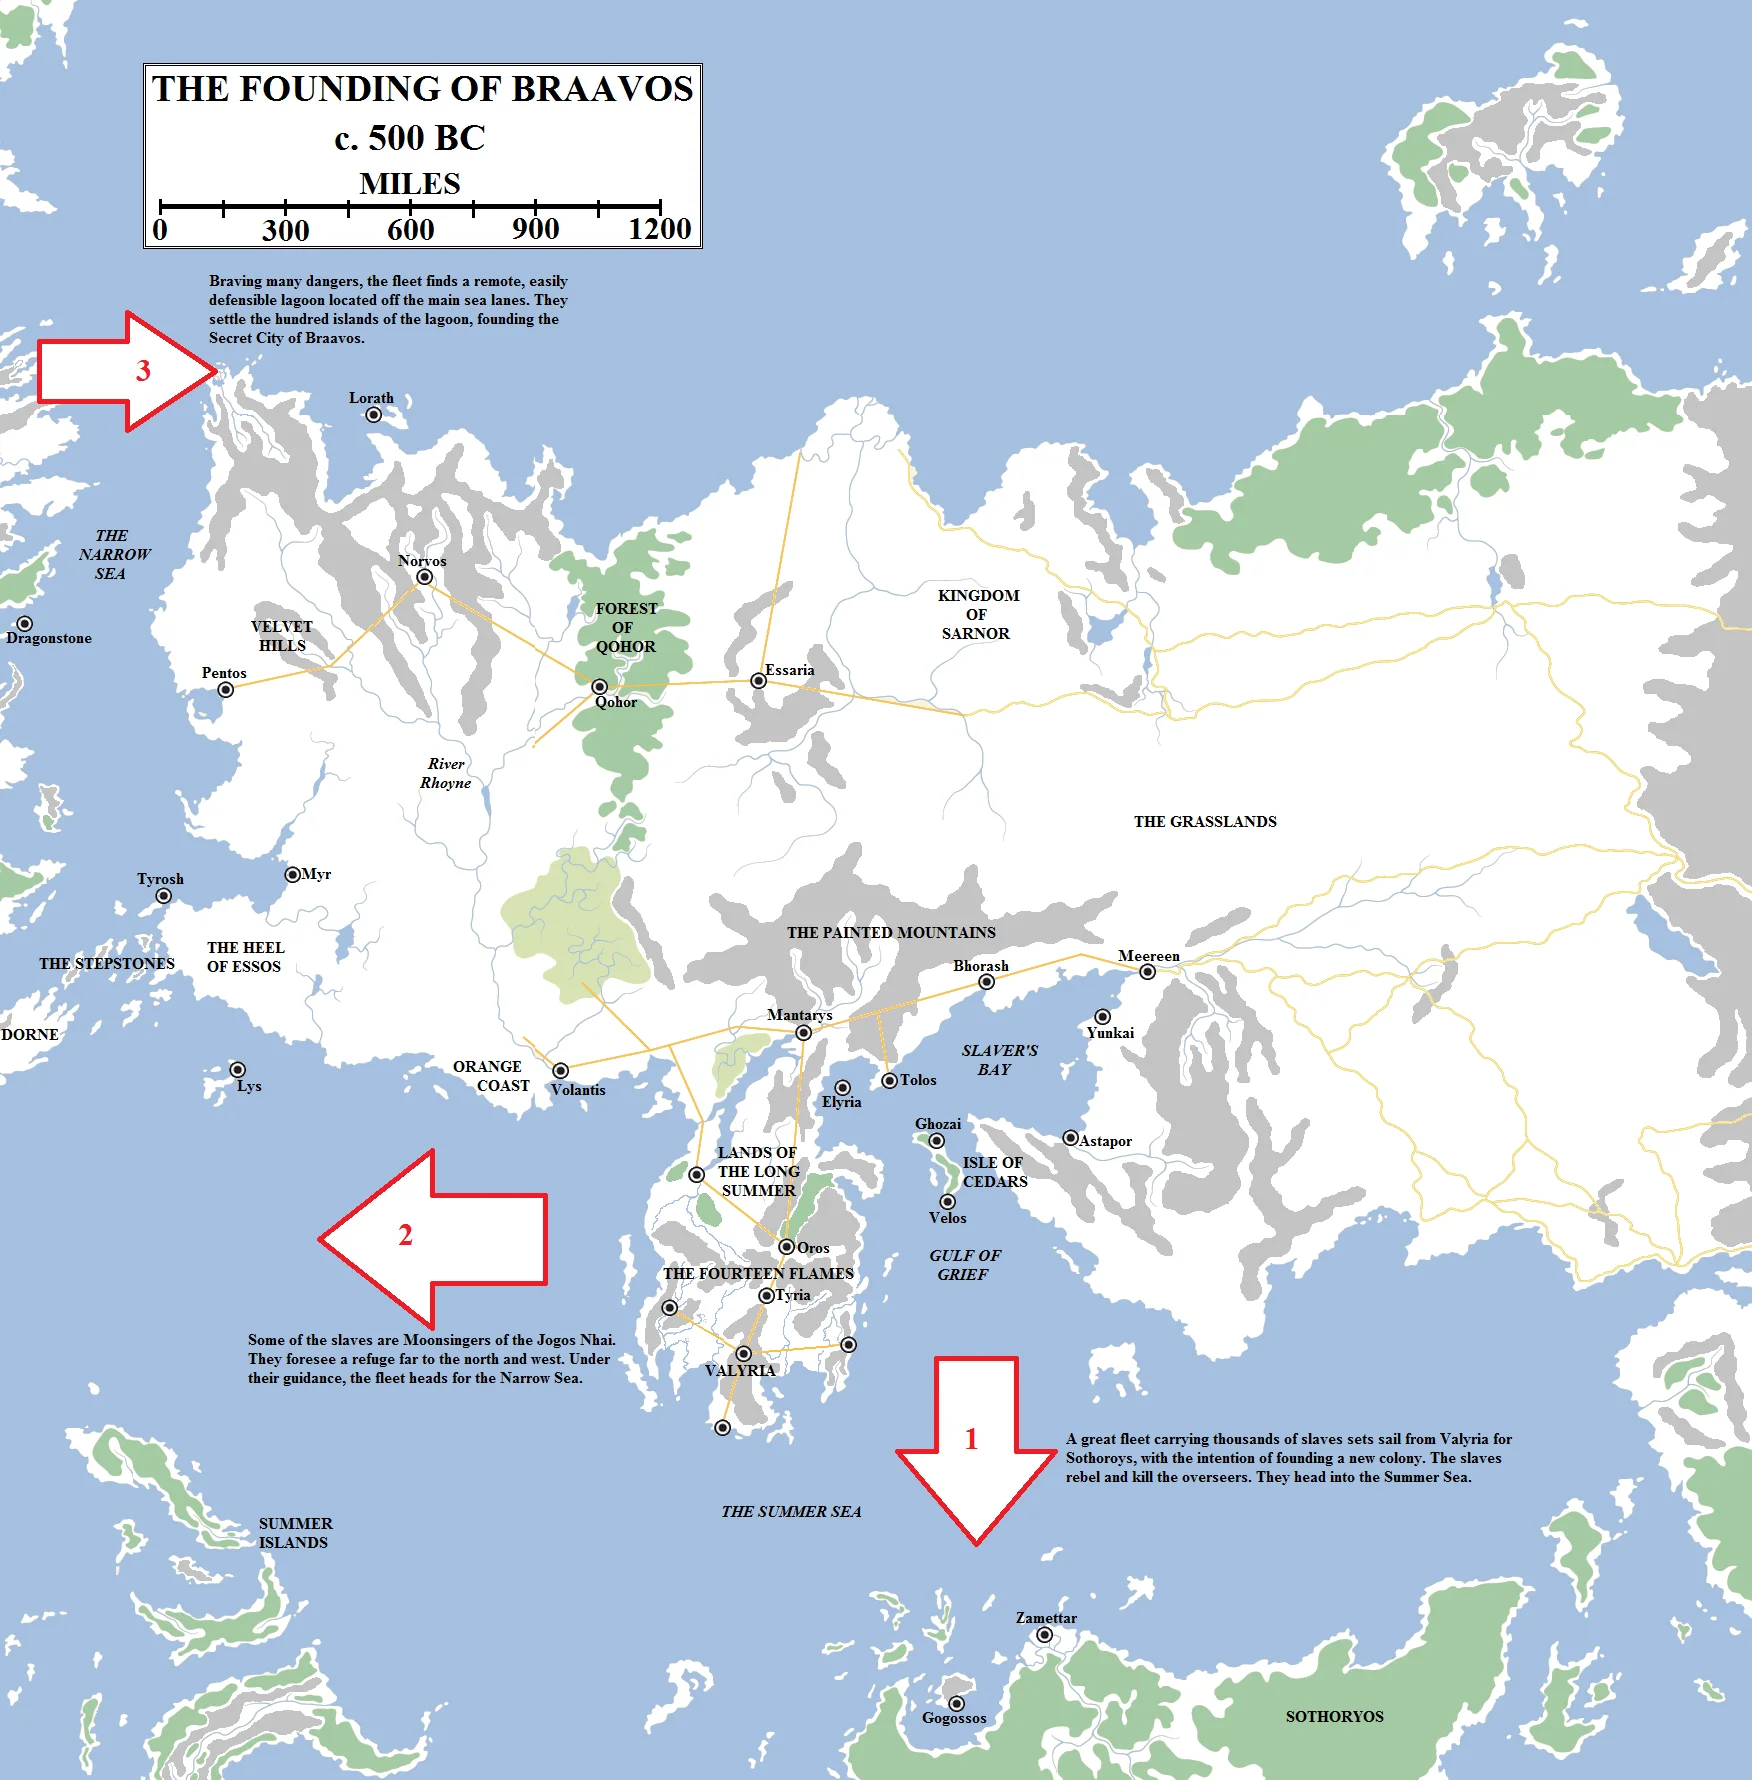 THE FOUNDING OF BRAAVOS
c. 500 BC
MILES
0 300 600 900 1200
Braving many dangers, the fleet finds a remote, easily
defensible lagoon located off the main sea lanes. They
settle the hundred islands of the lagoon, founding the
Secret City of Braavos.
3
Lorath
THE
NARROW
SEA
Norvos
Dragonstone
VELVET
HILLS
FOREST
OF
QOHOR
KINGDOM
OF
SARNOR
Pentos
Essaria
Qohor
River
Rhoyne
THE GRASSLANDS
Myr
Tyrosh
THE HEEL
OF ESSOS
THE STEPSTONES
THE PAINTED MOUNTAINS
Bhorash
Meereen
DORNE
Mantarys
Yunkai
SLAVER'S
BAY
Lys
ORANGE
COAST
Volantis
Tolos
Elyria
Ghozai
Astapor
LANDS OF
THE LONG
SUMMER
ISLE OF
CEDARS
Velos
2
Oros
GULF OF
GRIEF
THE FOURTEEN FLAMES
Tyria
Some of the slaves are Moonsingers of the Jogos Nhai.
They foresee a refuge far to the north and west. Under
their guidance, the fleet heads for the Narrow Sea.
VALYRIA
1
A great fleet carrying thousands of slaves sets sail from Valyria for
Sothoroys, with the intention of founding a new colony. The slaves
rebel and kill the overseers. They head into the Summer Sea.
THE SUMMER SEA
SUMMER
ISLANDS
Zamettar
Gogossos
SOTHORYOS